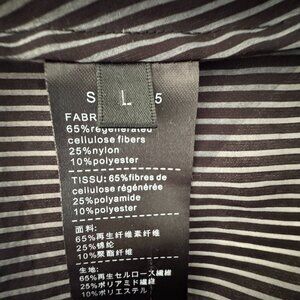 S 5
L
FABR
65%regenerated
cellulose fibers
25%nylon
10%polyester
TISSU: 65%fibres de
cellulose régénérée
25%polyamide
10%polyester
面料:
65%再生纤维素纤维
25%锦纶
10%聚酯纤维
生地:
65%再生セルロース繊維
25%ポリアミド繊維
10%ポリエステル